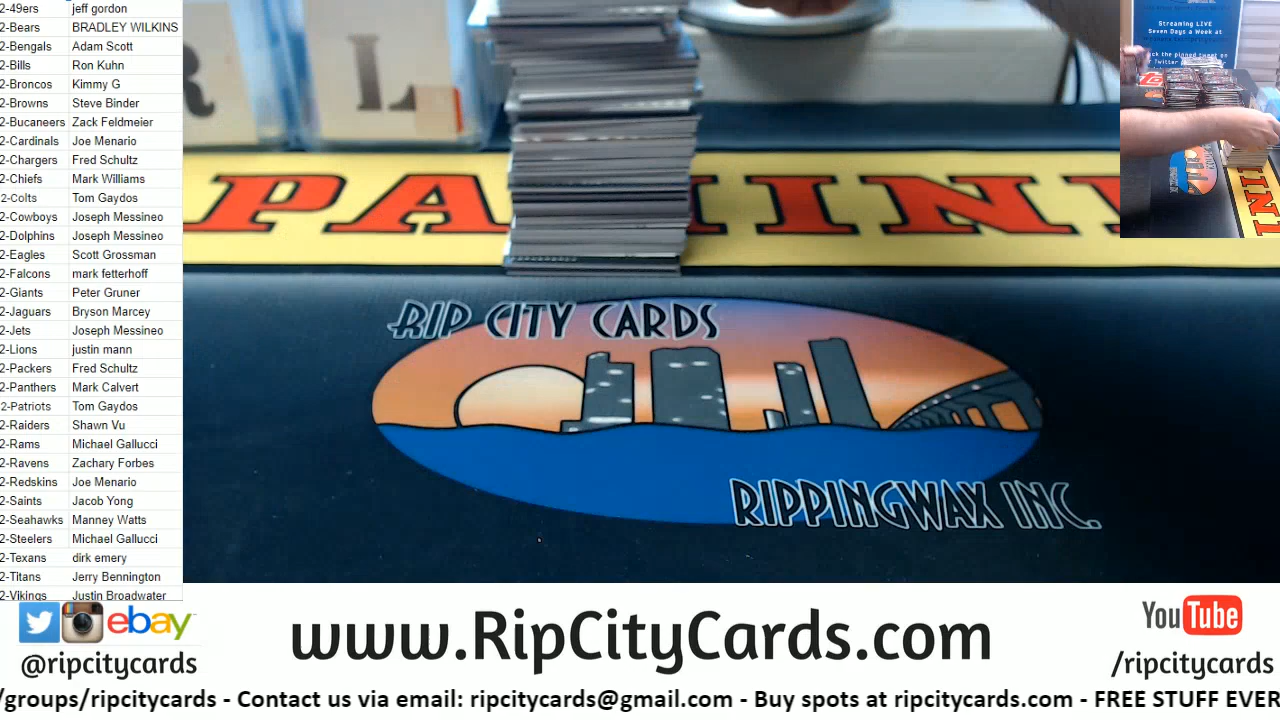 2-49ers jeff gordon
2-Bears BRADLEY WILKINS
2-Bengals Adam Scott
2-Bills Ron Kuhn
2-Broncos Kimmy G
2-Browns Steve Binder
2-Bucaneers Zack Feldmeier
2-Cardinals Joe Menario
2-Chargers Fred Schultz
2-Chiefs Mark Williams
2-Colts Tom Gaydos
2-Cowboys Joseph Messineo
2-Dolphins Joseph Messineo
2-Eagles Scott Grossman
2-Falcons mark fetterhoff
2-Giants Peter Gruner
2-Jaguars Bryson Marcey
2-Jets Joseph Messineo
2-Lions justin mann
2-Packers Fred Schultz
2-Panthers Mark Calvert
2-Patriots Tom Gaydos
2-Raiders Shawn Vu
2-Rams Michael Gallucci
2-Ravens Zachary Forbes
2-Redskins Joe Menario
2-Saints Jacob Yong
2-Seahawks Manney Watts
2-Steelers Michael Gallucci
2-Texans dirk emery
2-Titans Jerry Bennington
2-Vikings Justin Broadwater
R L
PA INI
RIP CITY CARDS
RIPPINGWAX INC.
Streaming LIVE
Seven Days a Week at
the pinned tweet on
Twitter
INI
ebay
@ripcitycards
www.RipCityCards.com
YouTube
/ripcitycards
/groups/ripcitycards - Contact us via email: ripcitycards@gmail.com - Buy spots at ripcitycards.com - FREE STUFF EVER